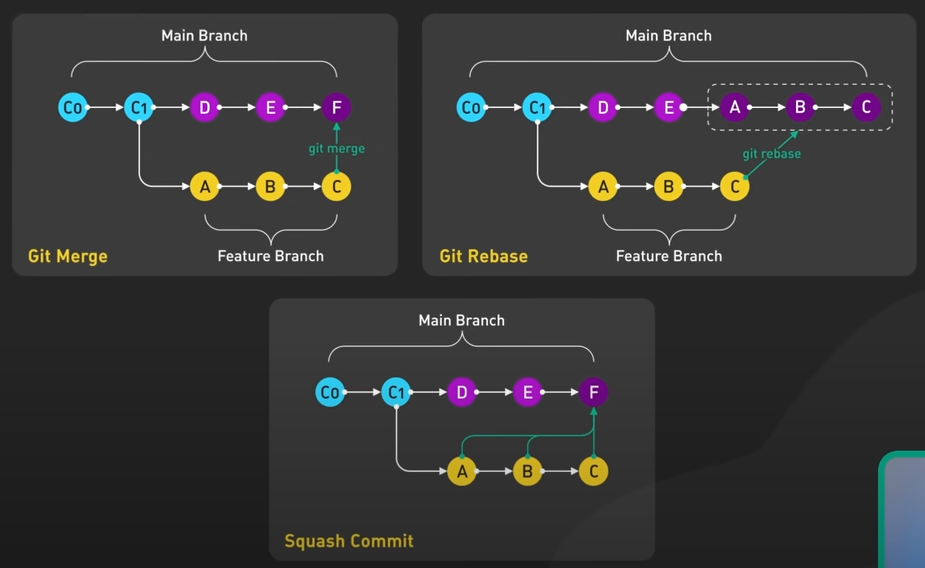 Main Branch
C0 C1 D E F
git merge
A B C
Git Merge
Feature Branch
Main Branch
C0 C1 D E A B C
git rebase
A B C
Git Rebase
Feature Branch
Main Branch
C0 C1 D E F
A B C
Squash Commit